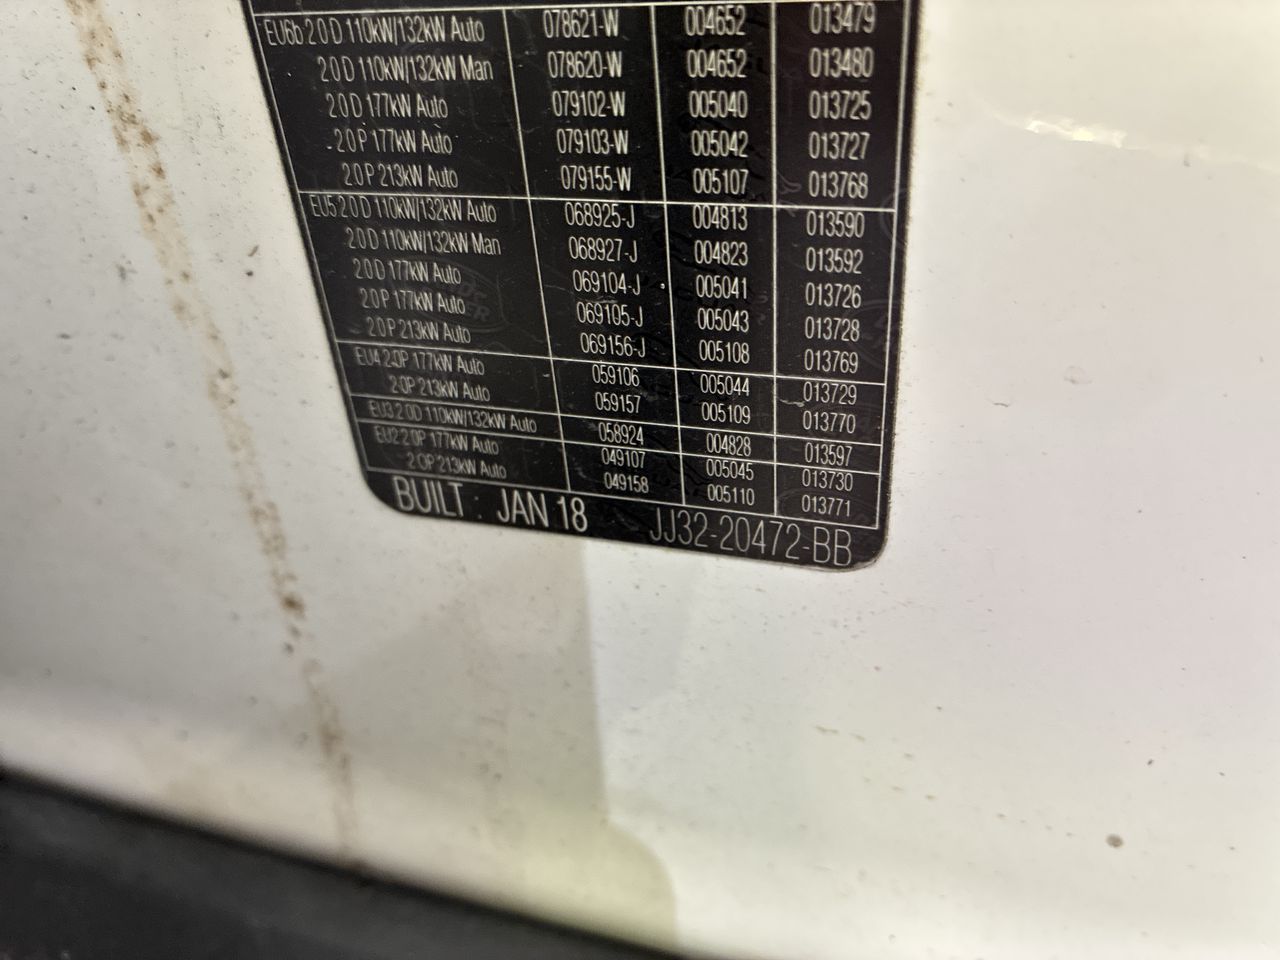 EU6b 2.0 D 110kW/132kW Auto 078621-W 004652 013479
2.0 D 110kW/132kW Man 078620-W 004652 013480
2.0 D 177kW Auto 079102-W 005040 013725
2.0 P 177kW Auto 079103-W 005042 013727
2.0 P 213kW Auto 079155-W 005107 013768
EU5 2.0 D 110kW/132kW Auto 068925-J 004813 013590
2.0 D 110kW/132kW Man 068927-J 004823 013592
2.0 D 177kW Auto 069104-J 005041 013726
2.0 P 177kW Auto 069105-J 005043 013728
2.0 P 213kW Auto 069156-J 005108 013769
EU4 2.0P 177kW Auto 059106 005044 013729
2.0P 213kW Auto 059157 005109 013770
EU3 2.0D 110kW/132kW Auto 058924 004828 013597
EU2 2.0P 177kW Auto 049107 005045 013730
2.0P 213kW Auto 049158 005110 013771
BUILT : JAN 18 JJ32-20472-BB